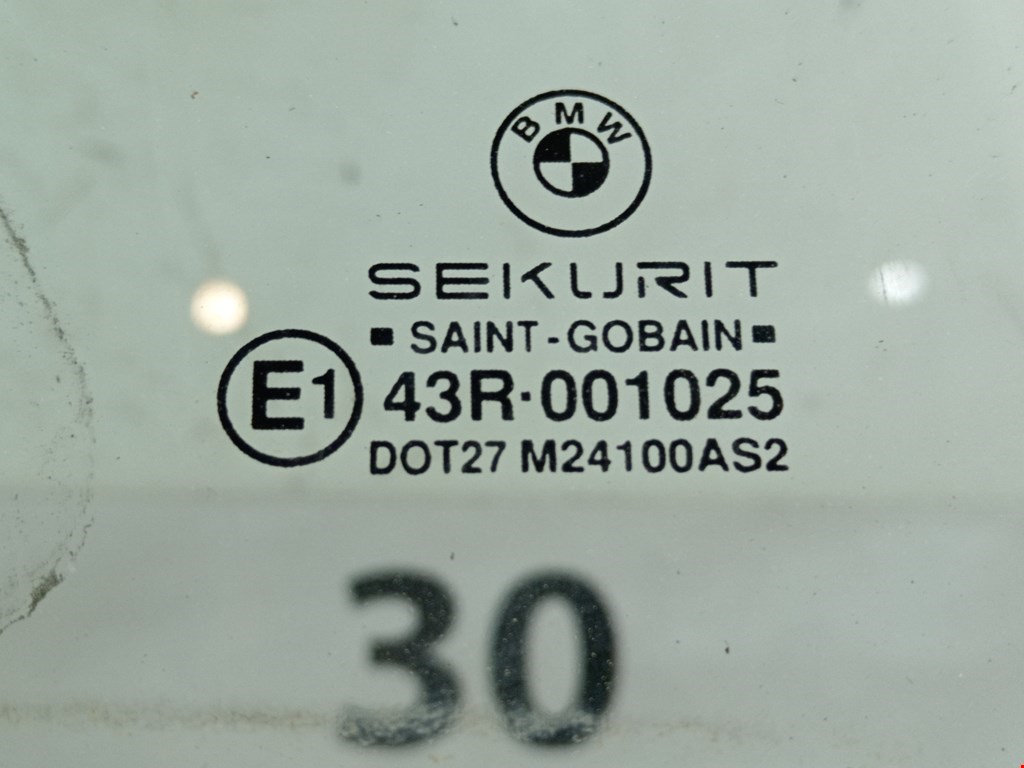 BMW
SEKURIT
SAINT-GOBAIN
E1 43R·001025
DOT27 M24100AS2
30